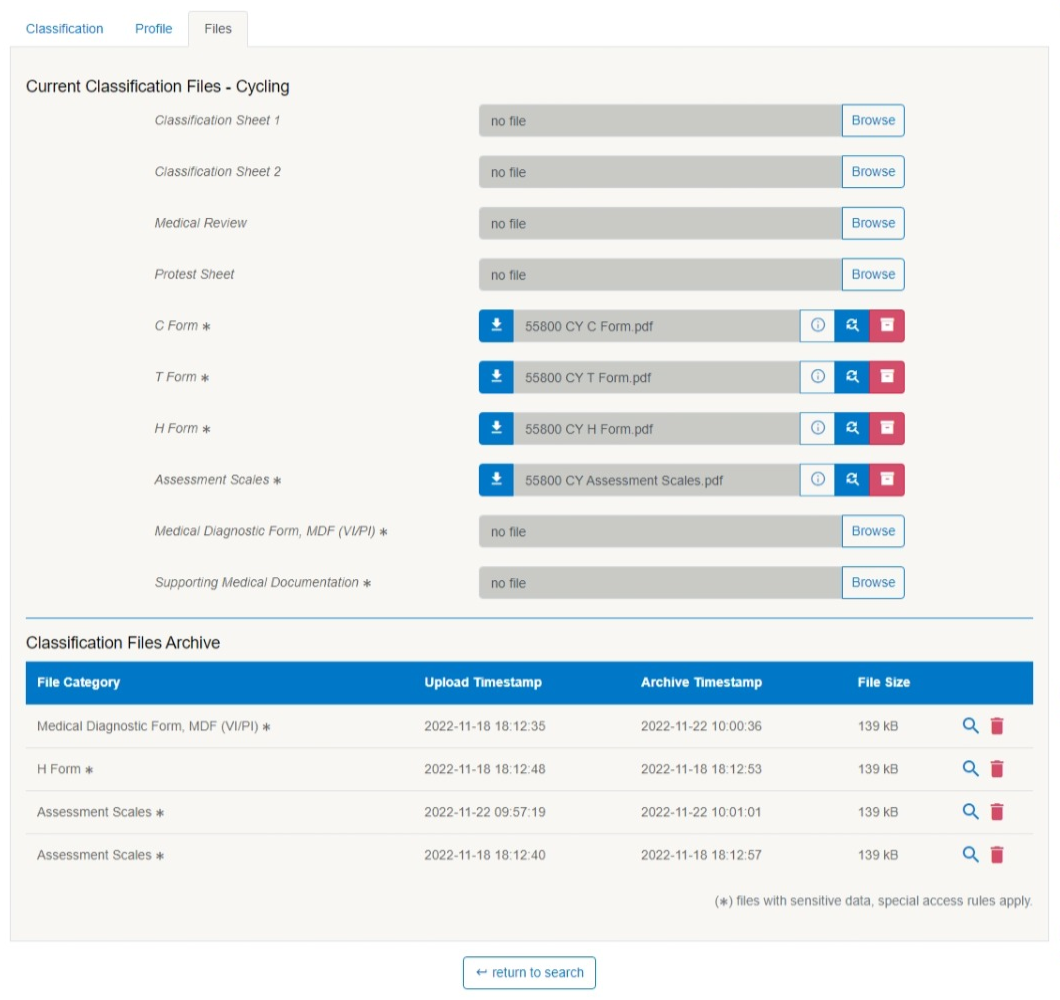 Classification Profile Files
Current Classification Files - Cycling
Classification Sheet 1 no file Browse
Classification Sheet 2 no file Browse
Medical Review no file Browse
Protest Sheet no file Browse
C Form * 55800 CY C Form.pdf
T Form * 55800 CY T Form.pdf
H Form * 55800 CY H Form.pdf
Assessment Scales * 55800 CY Assessment Scales.pdf
Medical Diagnostic Form, MDF (VI/PI) * no file Browse
Supporting Medical Documentation * no file Browse
Classification Files Archive
File Category Upload Timestamp Archive Timestamp File Size
Medical Diagnostic Form, MDF (VI/PI) * 2022-11-18 18:12:35 2022-11-22 10:00:36 139 kB
H Form * 2022-11-18 18:12:48 2022-11-18 18:12:53 139 kB
Assessment Scales * 2022-11-22 09:57:19 2022-11-22 10:01:01 139 kB
Assessment Scales * 2022-11-18 18:12:40 2022-11-18 18:12:57 139 kB
(*) files with sensitive data, special access rules apply.
↩ return to search